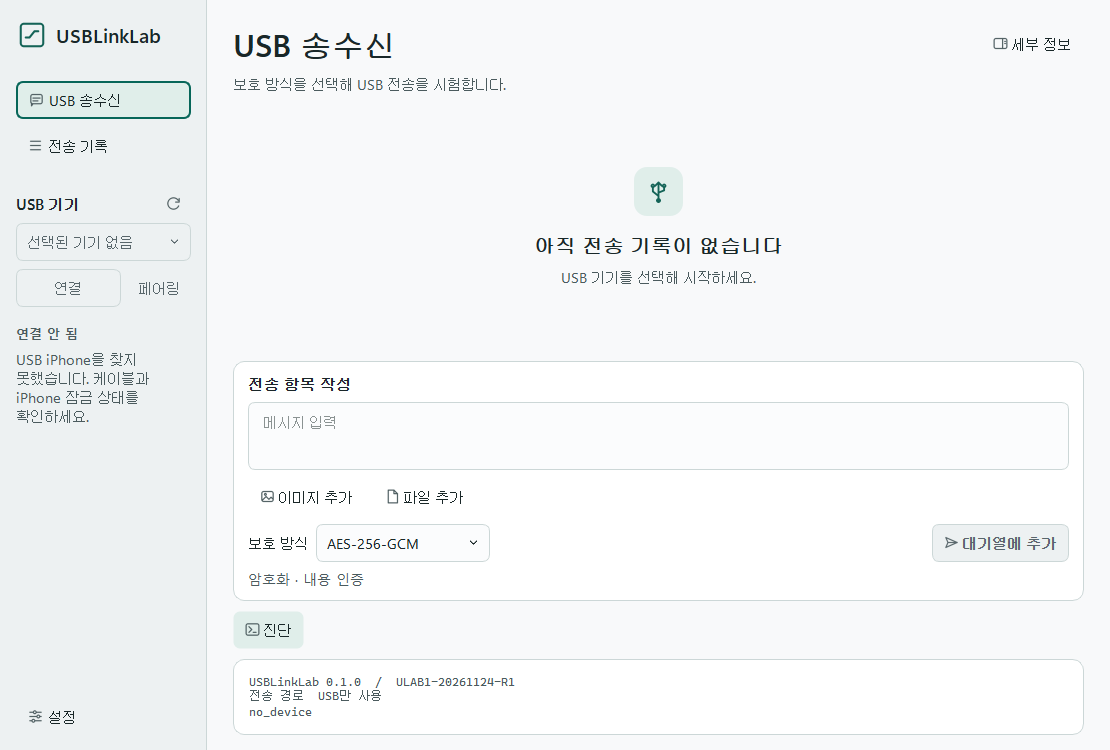 USBLinkLab
USB 송수신
전송 기록
USB 기기
선택된 기기 없음
연결
페어링
연결 안 됨
USB iPhone을 찾지
못했습니다. 케이블과
iPhone 잠금 상태를
확인하세요.
설정
USB 송수신
세부 정보
보호 방식을 선택해 USB 전송을 시험합니다.
아직 전송 기록이 없습니다
USB 기기를 선택해 시작하세요.
전송 항목 작성
메시지 입력
이미지 추가
파일 추가
보호 방식
AES-256-GCM
대기열에 추가
암호화 · 내용 인증
진단
USBLinkLab 0.1.0 / ULAB1-20261124-R1
전송 경로 USB만 사용
no_device